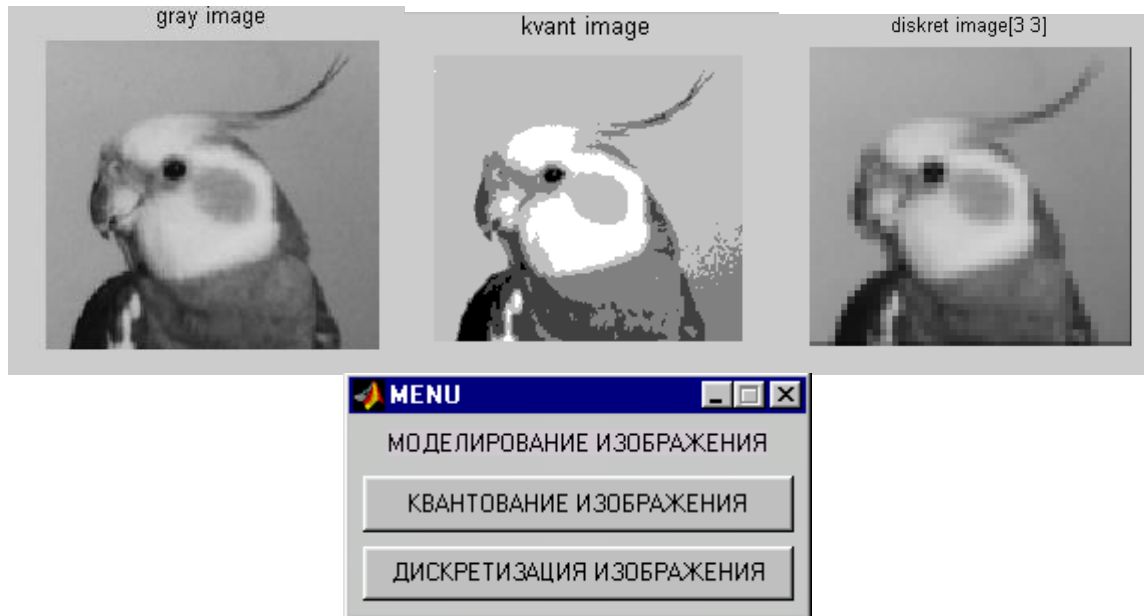 gray image
kvant image
diskret image[3 3]
MENU
МОДЕЛИРОВАНИЕ ИЗОБРАЖЕНИЯ
КВАНТОВАНИЕ ИЗОБРАЖЕНИЯ
ДИСКРЕТИЗАЦИЯ ИЗОБРАЖЕНИЯ